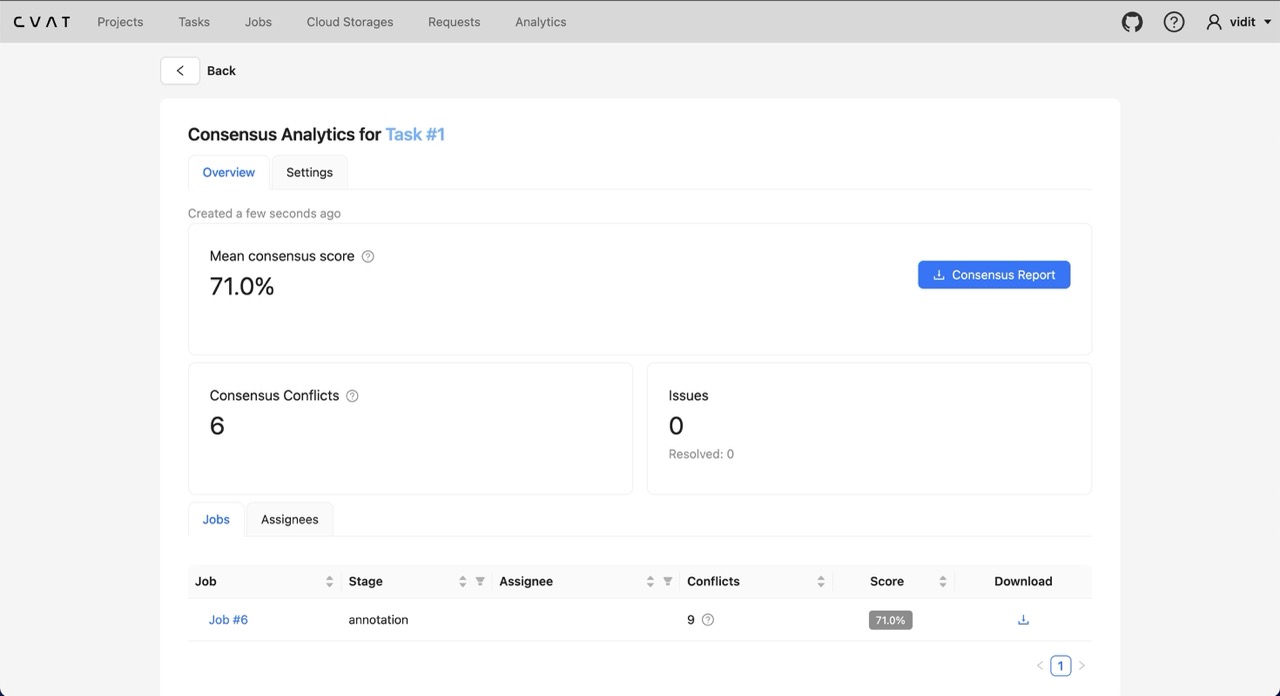 CVAT Projects Tasks Jobs Cloud Storages Requests Analytics vidit
Back
Consensus Analytics for Task #1
Overview Settings
Created a few seconds ago
Mean consensus score
71.0%
Consensus Report
Consensus Conflicts
6
Issues
0
Resolved: 0
Jobs Assignees
Job Stage Assignee Conflicts Score Download
Job #6 annotation 9 71.0%
1